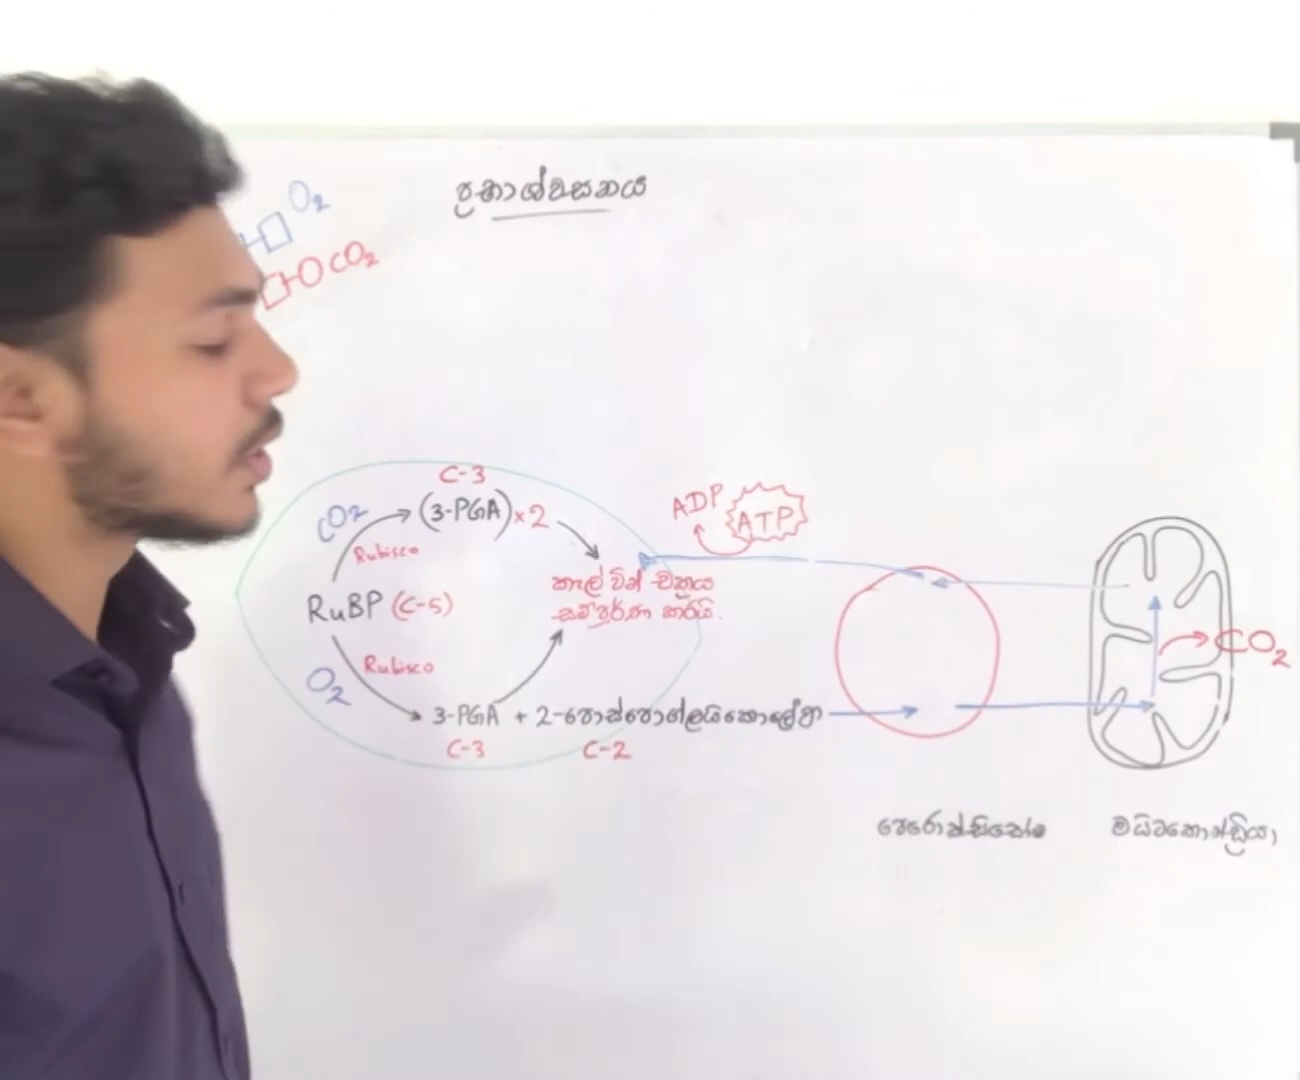 ප්‍රභාශ්වසනය
O2
CO2
C-3
CO2
(3-PGA)×2
Rubisco
ADP
ATP
RuBP (C-5)
කැල්වින් චක්‍රය
සම්පූර්ණ කරයි.
Rubisco
O2
CO2
3-PGA + 2-පොස්පොග්ලයිකොලේට්
C-3
C-2
පෙරොක්සිසෝම
මයිටකොන්ඩ්‍රියා